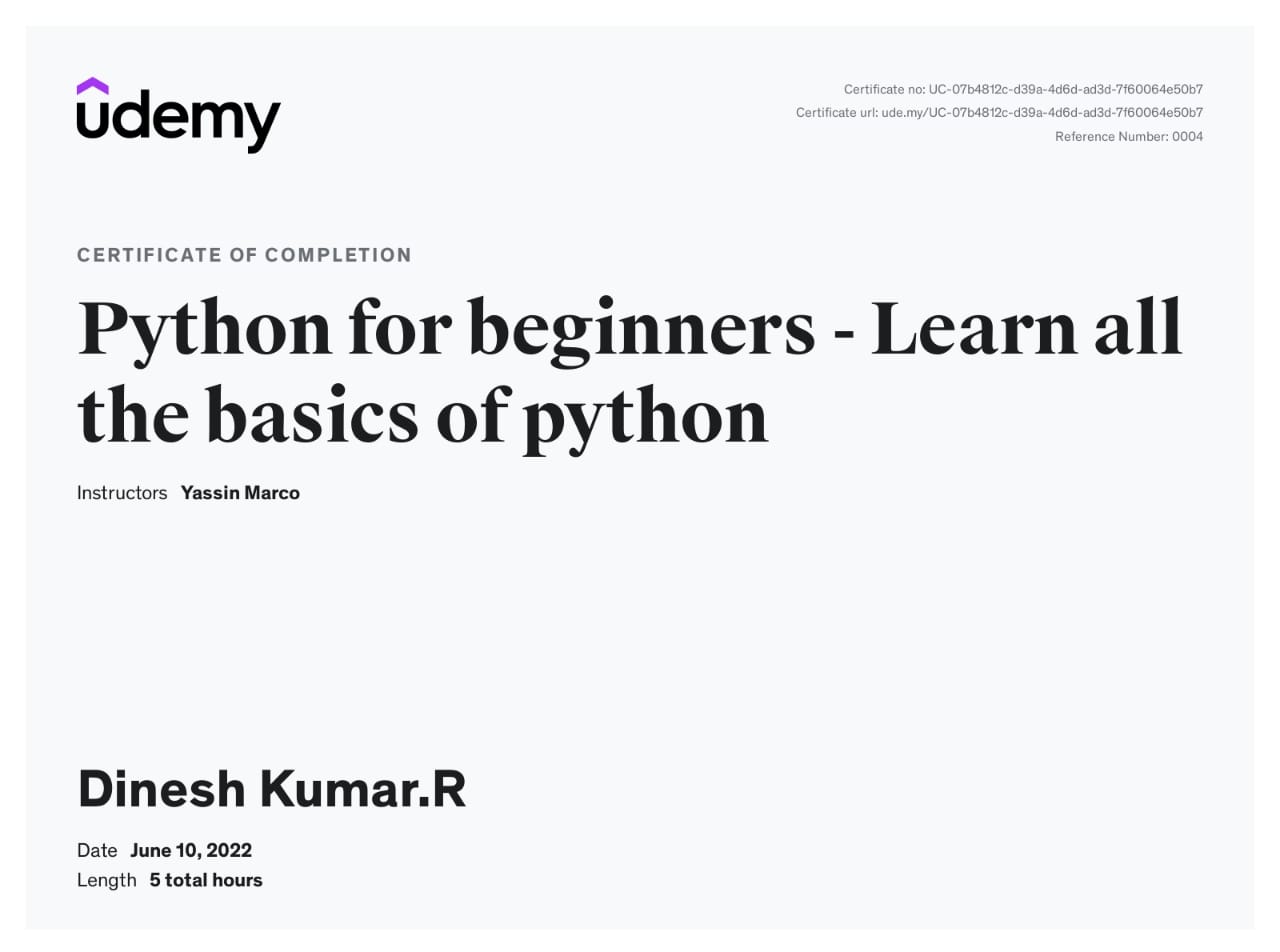 udemy
Certificate no: UC-07b4812c-d39a-4d6d-ad3d-7f60064e50b7
Certificate url: ude.my/UC-07b4812c-d39a-4d6d-ad3d-7f60064e50b7
Reference Number: 0004
CERTIFICATE OF COMPLETION
Python for beginners - Learn all
the basics of python
Instructors Yassin Marco
Dinesh Kumar.R
Date June 10, 2022
Length 5 total hours